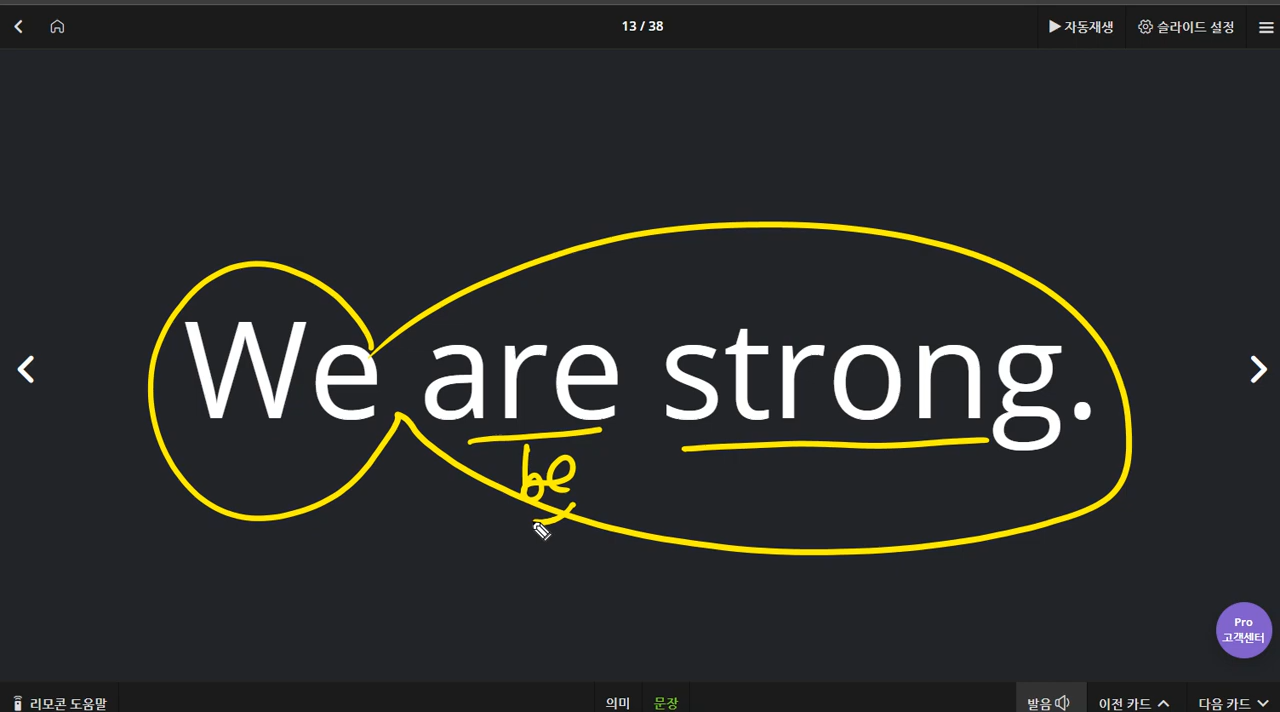 13 / 38
자동재생
슬라이드 설정
We are strong.
be
Pro
고객센터
리모콘 도움말
의미
문장
발음
이전 카드
다음 카드